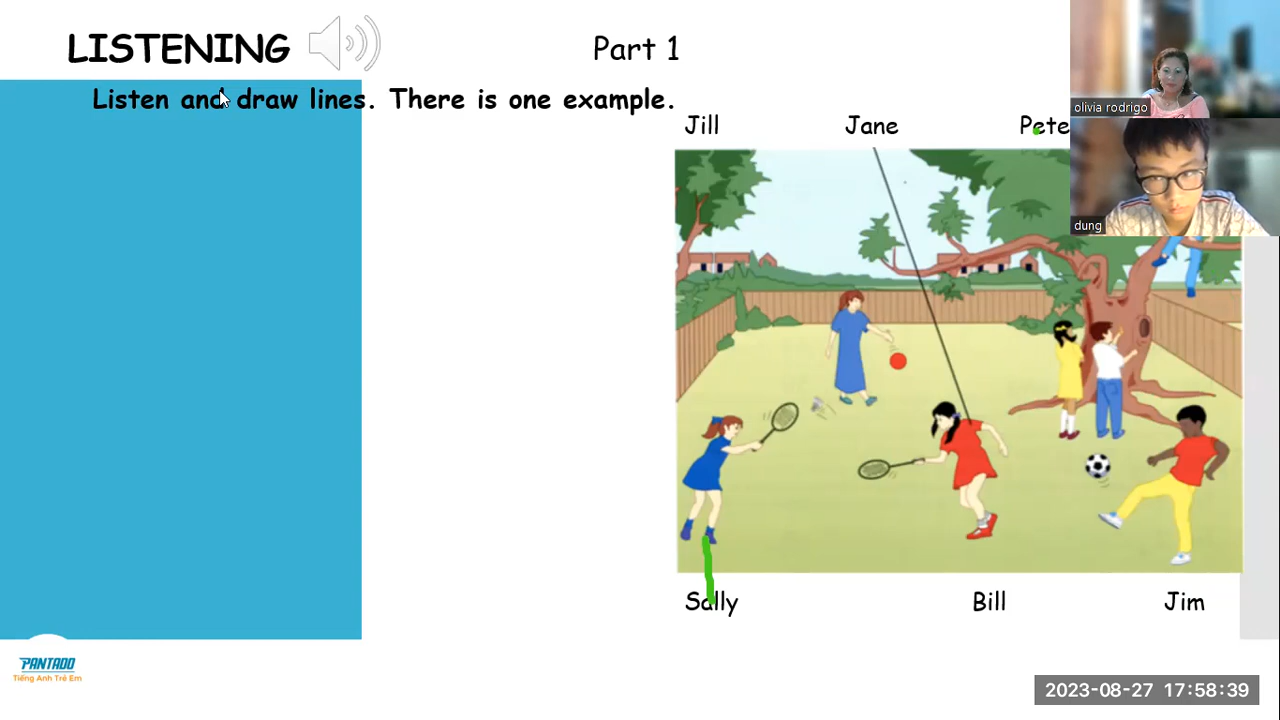 LISTENING
Part 1
Listen and draw lines. There is one example.
olivia rodrigo
Jill Jane Pete
dung
Sally Bill Jim
PANTADO
Tiếng Anh Trẻ Em
2023-08-27 17:58:39